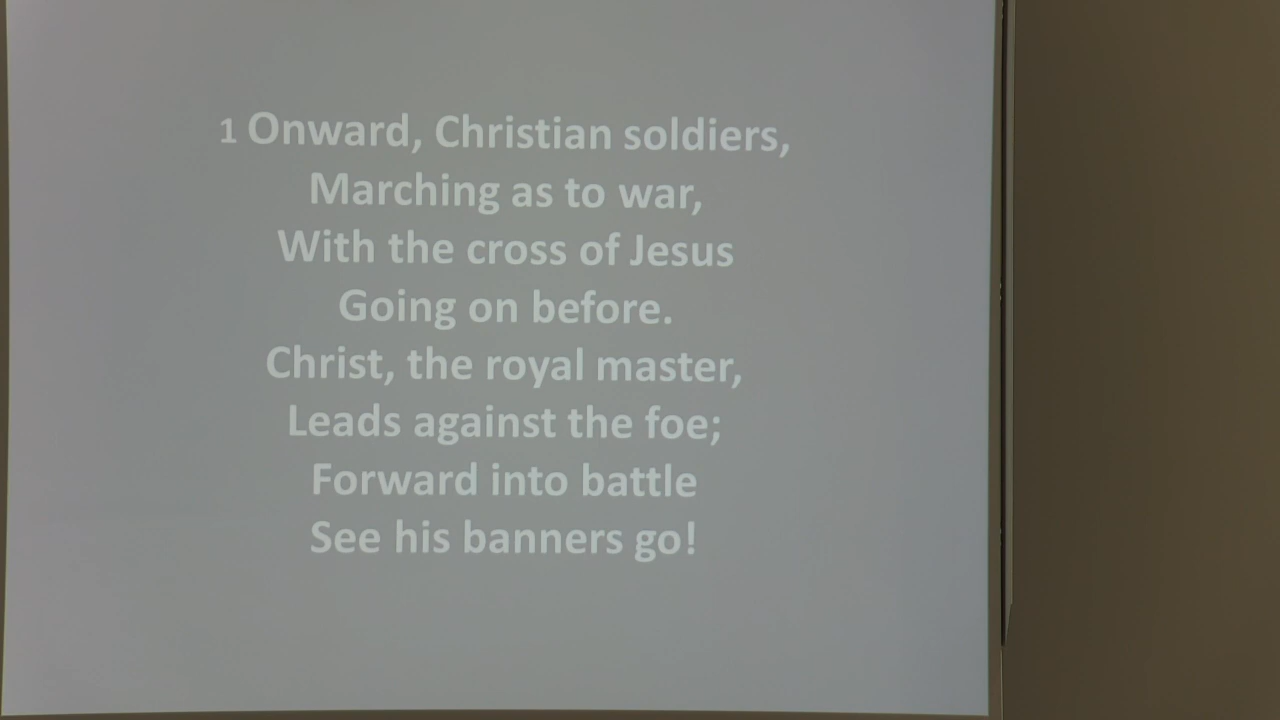 1 Onward, Christian soldiers,
Marching as to war,
With the cross of Jesus
Going on before.
Christ, the royal master,
Leads against the foe;
Forward into battle
See his banners go!